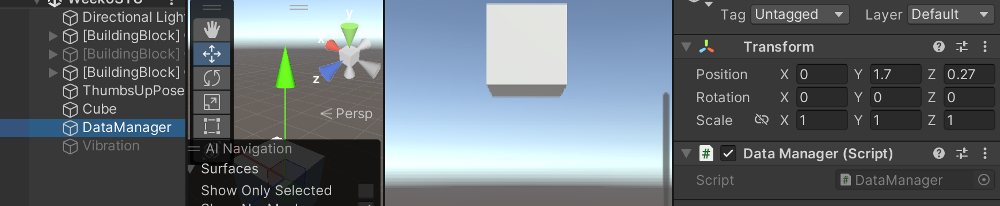 Week6STU
Directional Ligh
[BuildingBlock]
[BuildingBlock]
[BuildingBlock]
ThumbsUpPose
Cube
DataManager
Vibration
y
x
z
Persp
AI Navigation
Surfaces
Show Only Selected
Tag Untagged Layer Default
Transform
Position X 0 Y 1.7 Z 0.27
Rotation X 0 Y 0 Z 0
Scale X 1 Y 1 Z 1
# Data Manager (Script)
Script # DataManager